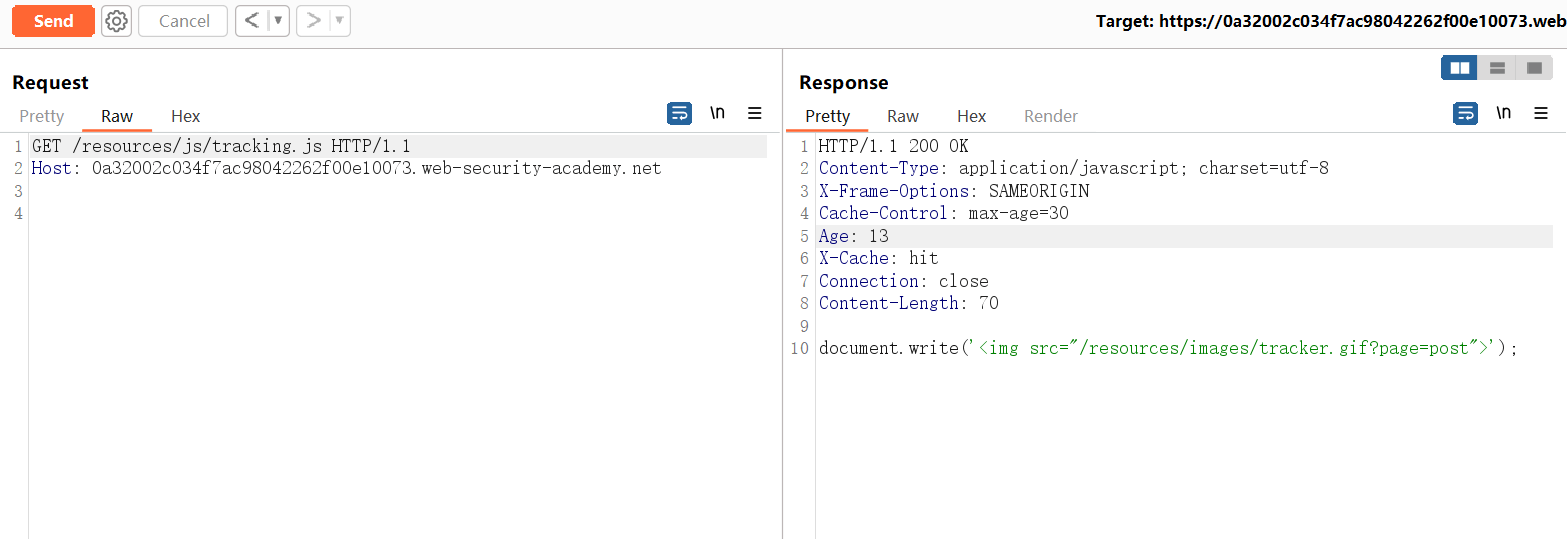 Send Cancel < ▼ > ▼ Target: https://0a32002c034f7ac98042262f00e10073.web
Request
Pretty Raw Hex \n
1 GET /resources/js/tracking.js HTTP/1.1
2 Host: 0a32002c034f7ac98042262f00e10073.web-security-academy.net
3
4
Response
Pretty Raw Hex Render \n
1 HTTP/1.1 200 OK
2 Content-Type: application/javascript; charset=utf-8
3 X-Frame-Options: SAMEORIGIN
4 Cache-Control: max-age=30
5 Age: 13
6 X-Cache: hit
7 Connection: close
8 Content-Length: 70
9
10 document.write('<img src="/resources/images/tracker.gif?page=post">');